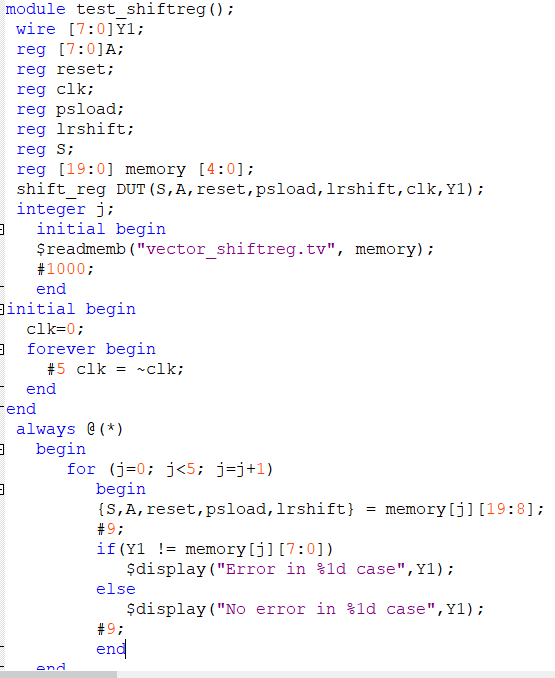 module test_shiftreg();
wire [7:0]Y1;
reg [7:0]A;
reg reset;
reg clk;
reg psload;
reg lrshift;
reg S;
reg [19:0] memory [4:0];
shift_reg DUT(S,A,reset,psload,lrshift,clk,Y1);
integer j;
initial begin
$readmemb("vector_shiftreg.tv", memory);
#1000;
end
initial begin
clk=0;
forever begin
#5 clk = ~clk;
end
end
always @(*)
begin
for (j=0; j<5; j=j+1)
begin
{S,A,reset,psload,lrshift} = memory[j][19:8];
#9;
if(Y1 != memory[j][7:0])
$display("Error in %1d case",Y1);
else
$display("No error in %1d case",Y1);
#9;
end
end